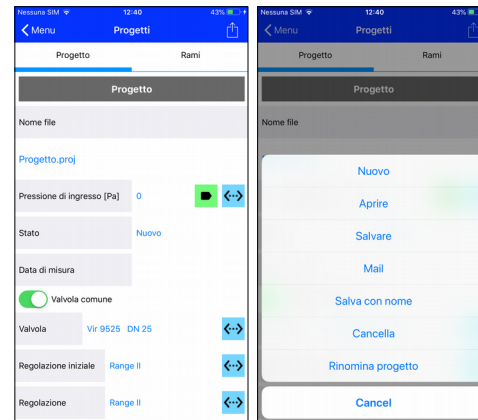 Nessuna SIM 12:40 43%
Menu Progetti
Progetto Rami
Progetto
Nome file
Progetto.proj
Pressione di ingresso [Pa] 0
Stato Nuovo
Data di misura
Valvola comune
Valvola Vir 9525 DN 25
Regolazione iniziale Range II
Regolazione Range II
Nessuna SIM 12:40 43%
Menu Progetti
Progetto Rami
Progetto
Nome file
Nuovo
Aprire
Salvare
Mail
Salva con nome
Cancella
Rinomina progetto
Cancel